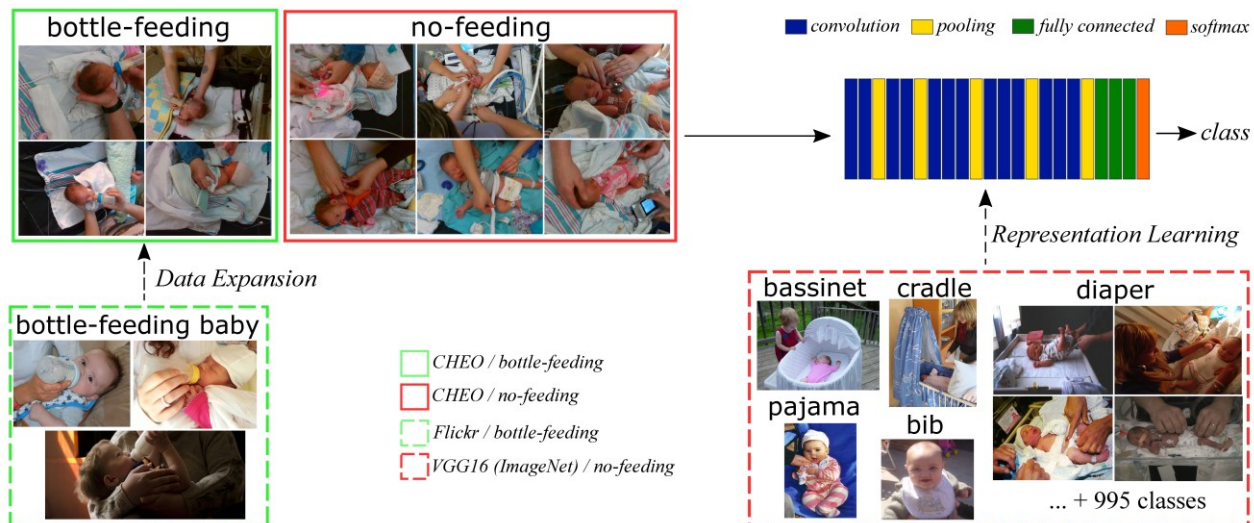 bottle-feeding
no-feeding
convolution pooling fully connected softmax
class
Data Expansion
Representation Learning
bottle-feeding baby
CHEO / bottle-feeding
CHEO / no-feeding
Flickr / bottle-feeding
VGG16 (ImageNet) / no-feeding
bassinet cradle diaper
pajama bib
... + 995 classes